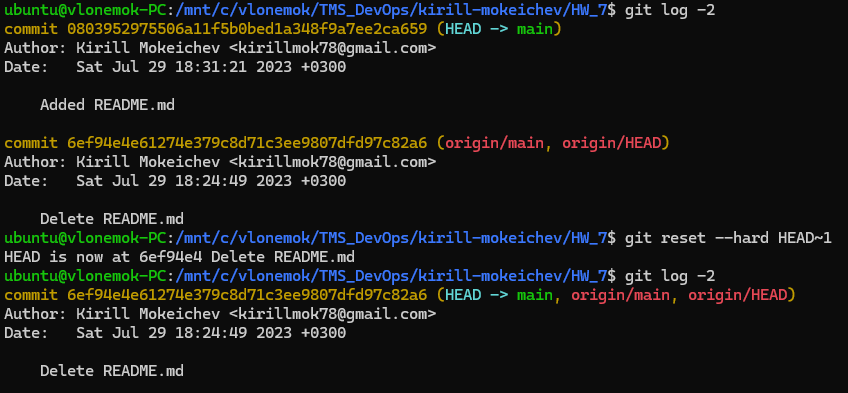 ubuntu@vlonemok-PC:/mnt/c/vlonemok/TMS_DevOps/kirill-mokeichev/HW_7$ git log -2
commit 0803952975506a11f5b0bed1a348f9a7ee2ca659 (HEAD -> main)
Author: Kirill Mokeichev <kirillmok78@gmail.com>
Date:   Sat Jul 29 18:31:21 2023 +0300

    Added README.md

commit 6ef94e4e61274e379c8d71c3ee9807dfd97c82a6 (origin/main, origin/HEAD)
Author: Kirill Mokeichev <kirillmok78@gmail.com>
Date:   Sat Jul 29 18:24:49 2023 +0300

    Delete README.md
ubuntu@vlonemok-PC:/mnt/c/vlonemok/TMS_DevOps/kirill-mokeichev/HW_7$ git reset --hard HEAD~1
HEAD is now at 6ef94e4 Delete README.md
ubuntu@vlonemok-PC:/mnt/c/vlonemok/TMS_DevOps/kirill-mokeichev/HW_7$ git log -2
commit 6ef94e4e61274e379c8d71c3ee9807dfd97c82a6 (HEAD -> main, origin/main, origin/HEAD)
Author: Kirill Mokeichev <kirillmok78@gmail.com>
Date:   Sat Jul 29 18:24:49 2023 +0300

    Delete README.md